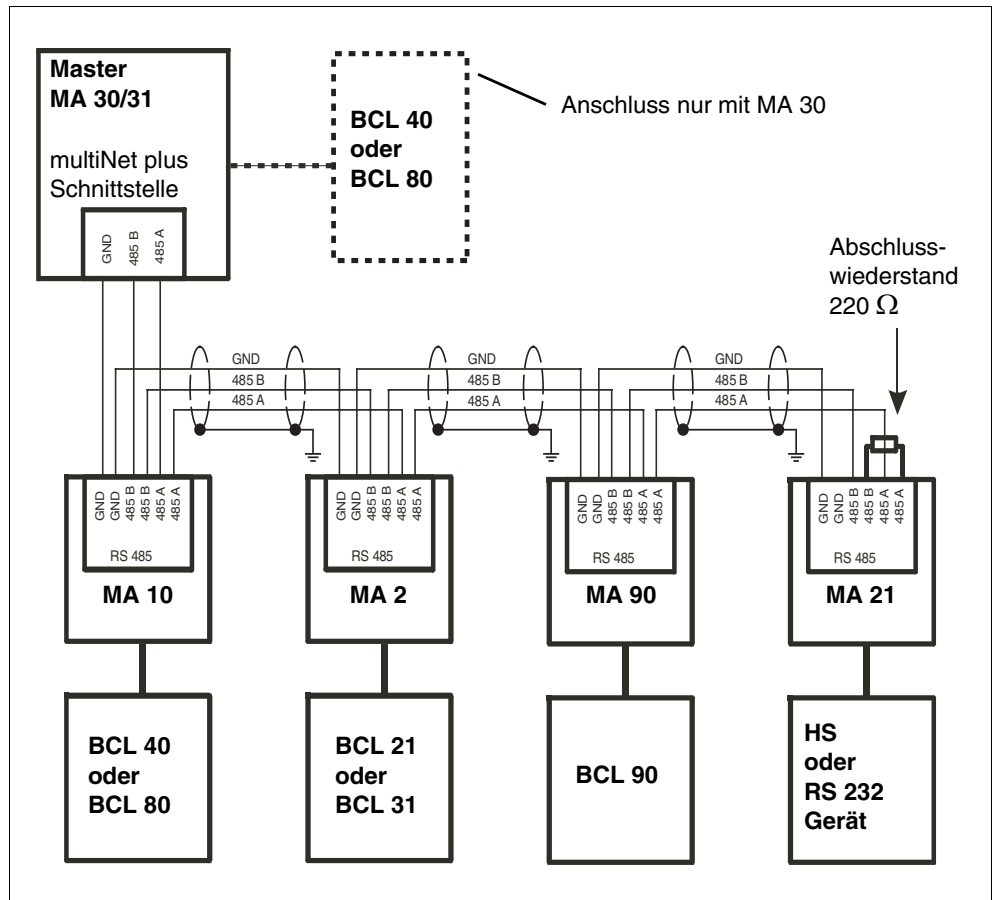 Master
MA 30/31
multiNet plus
Schnittstelle
GND
485 B
485 A
BCL 40
oder
BCL 80
Anschluss nur mit MA 30
Abschluss-
wiederstand
220 Ω
GND
485 B
485 A
GND
485 B
485 A
GND
485 B
485 A
GND
GND
485 B
485 B
485 A
485 A
RS 485
MA 10
GND
GND
485 B
485 B
485 A
485 A
RS 485
MA 2
GND
GND
485 B
485 B
485 A
485 A
RS 485
MA 90
GND
GND
485 B
485 B
485 A
485 A
RS 485
MA 21
BCL 40
oder
BCL 80
BCL 21
oder
BCL 31
BCL 90
HS
oder
RS 232
Gerät